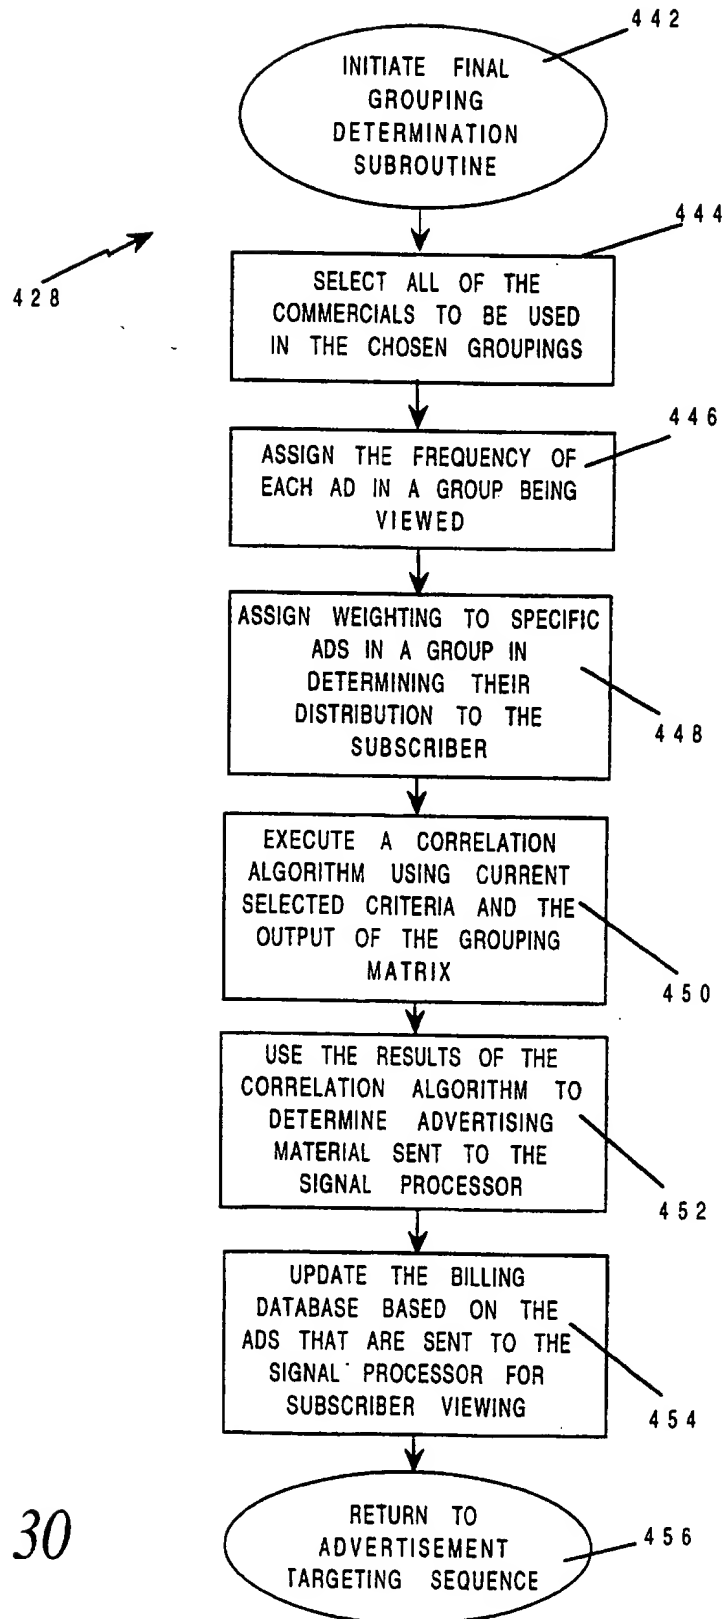 442
INITIATE FINAL
GROUPING
DETERMINATION
SUBROUTINE
444
428
SELECT ALL OF THE
COMMERCIALS TO BE USED
IN THE CHOSEN GROUPINGS
446
ASSIGN THE FREQUENCY OF
EACH AD IN A GROUP BEING
VIEWED
ASSIGN WEIGHTING TO SPECIFIC
ADS IN A GROUP IN
DETERMINING THEIR
DISTRIBUTION TO THE
SUBSCRIBER
448
EXECUTE A CORRELATION
ALGORITHM USING CURRENT
SELECTED CRITERIA AND THE
OUTPUT OF THE GROUPING
MATRIX
450
USE THE RESULTS OF THE
CORRELATION ALGORITHM TO
DETERMINE ADVERTISING
MATERIAL SENT TO THE
SIGNAL PROCESSOR
452
UPDATE THE BILLING
DATABASE BASED ON THE
ADS THAT ARE SENT TO THE
SIGNAL PROCESSOR FOR
SUBSCRIBER VIEWING
454
RETURN TO
ADVERTISEMENT
TARGETING SEQUENCE
456
30